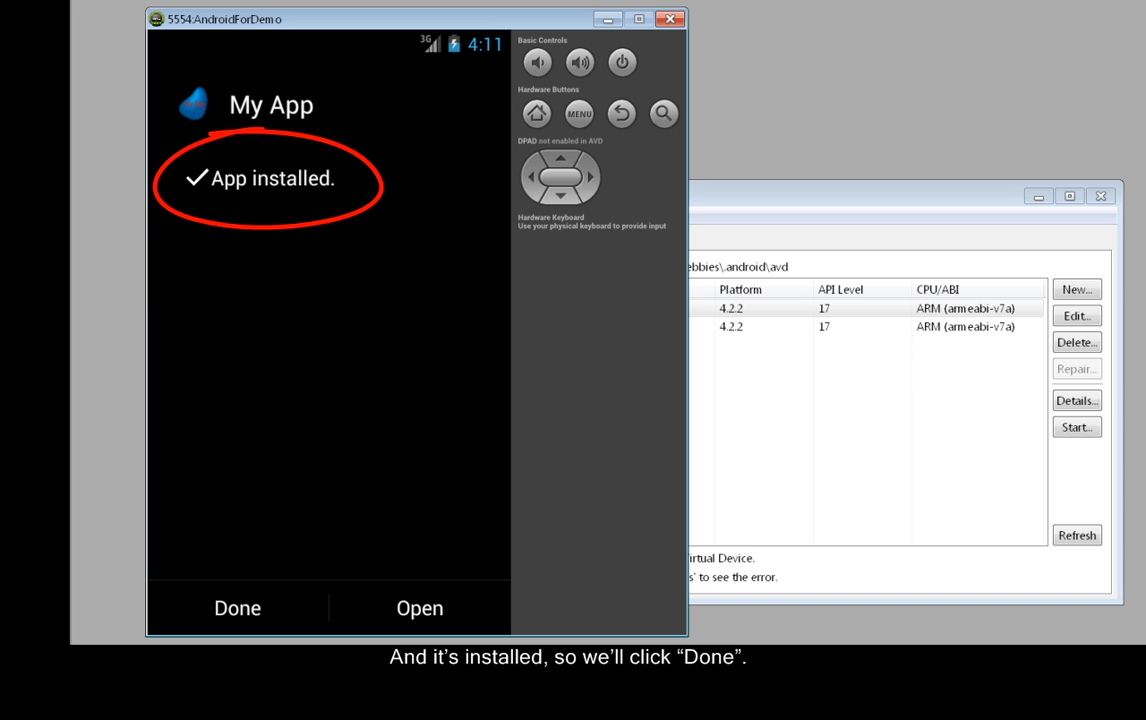 5554:AndroidForDemo
3G
4:11
My App
App installed.
Done
Open
Basic Controls
Hardware Buttons
MENU
DPAD not enabled in AVD
Hardware Keyboard
Use your physical keyboard to provide input
ebbies\.android\avd
Platform API Level CPU/ABI
4.2.2 17 ARM (armeabi-v7a)
4.2.2 17 ARM (armeabi-v7a)
New...
Edit...
Delete...
Repair...
Details...
Start...
Refresh
irtual Device.
s' to see the error.
And it’s installed, so we’ll click “Done”.